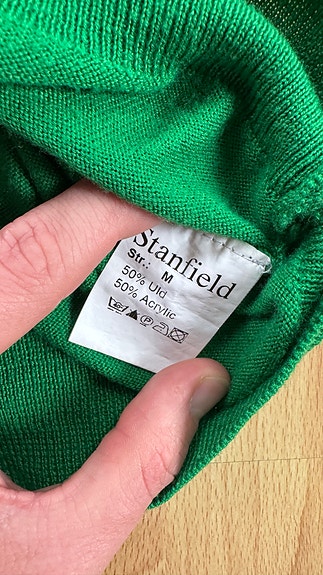 Stanfield
Str.: M
50% Uld
50% Acrylic
P